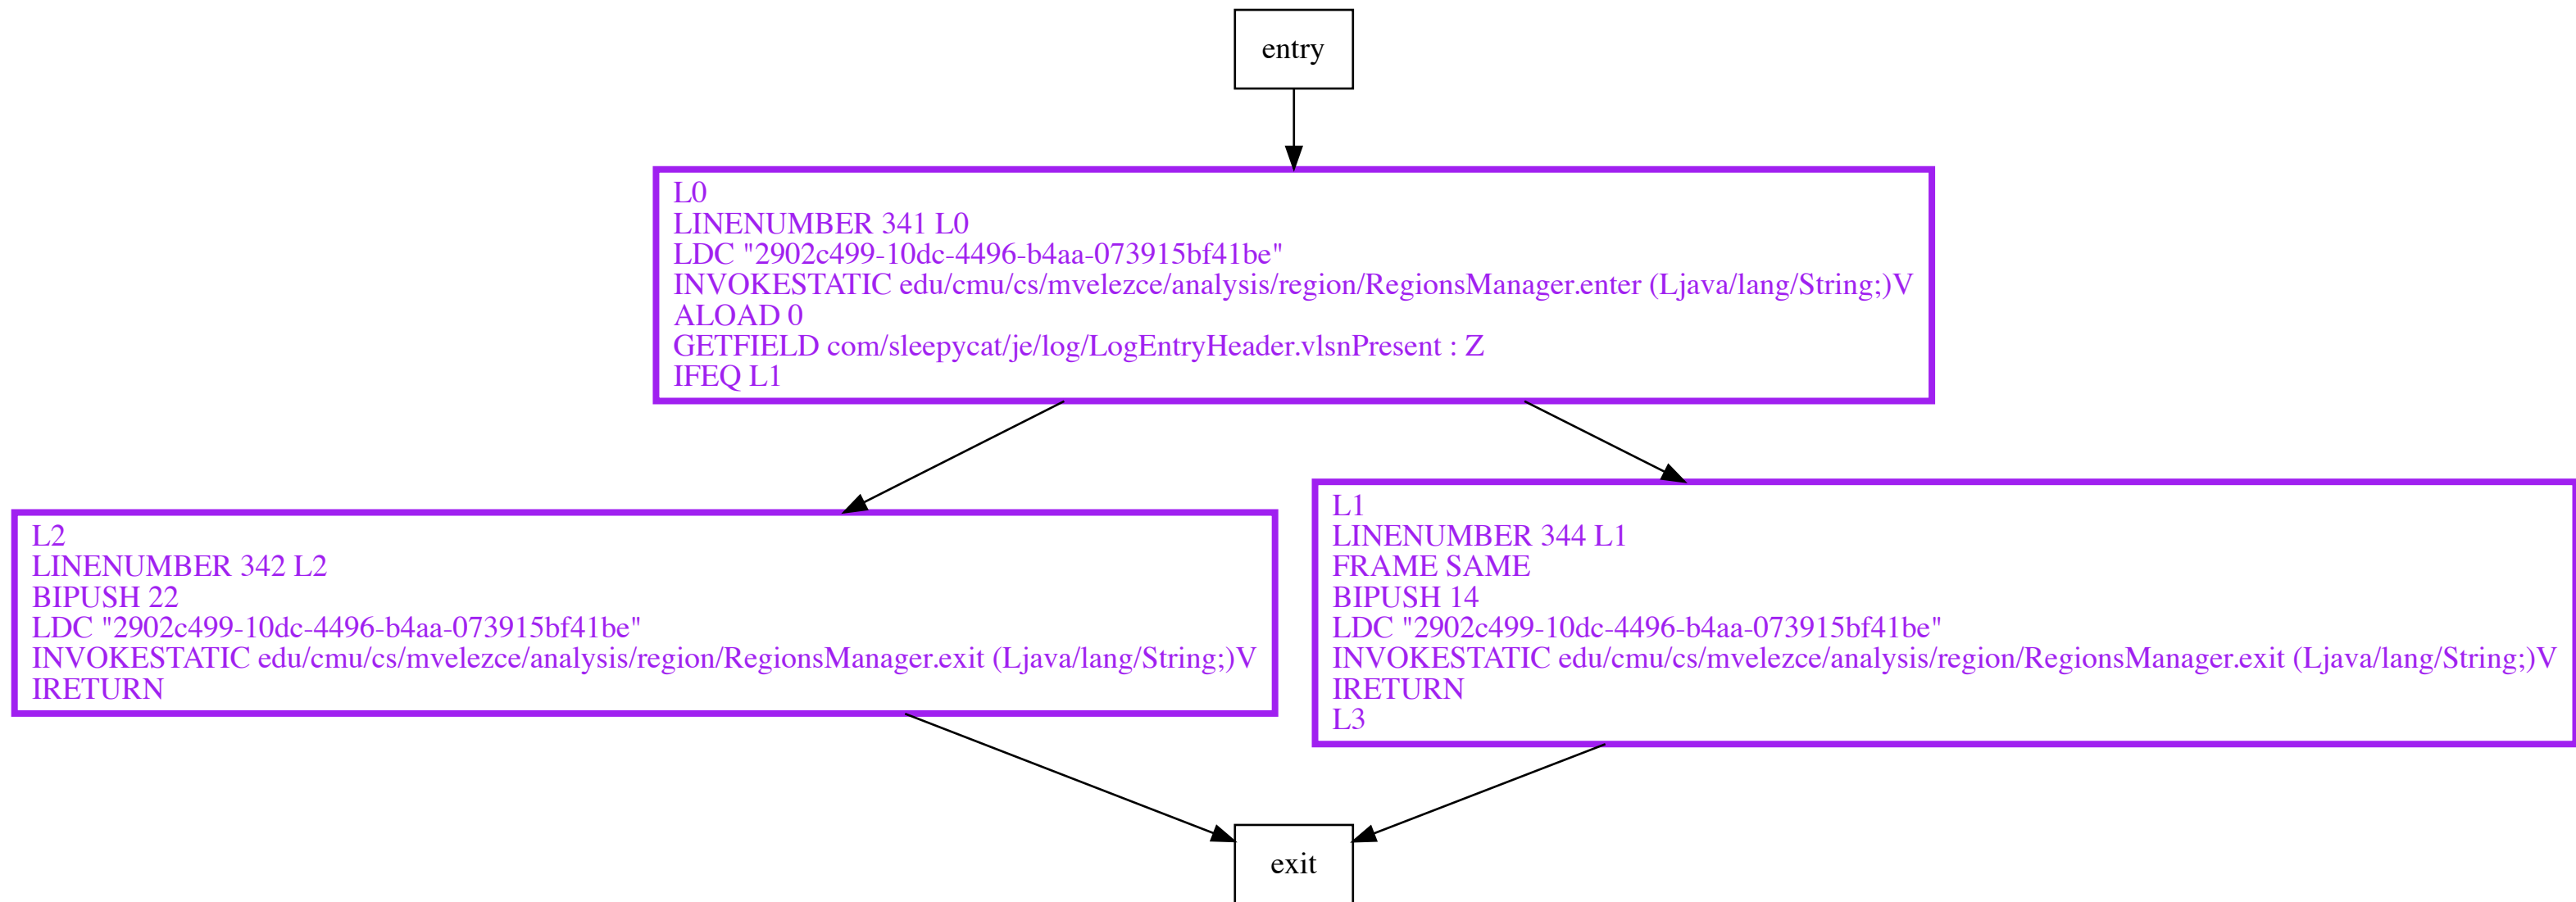 entry
L0
LINENUMBER 341 L0
LDC "2902c499-10dc-4496-b4aa-073915bf41be"
INVOKESTATIC edu/cmu/cs/mvelezce/analysis/region/RegionsManager.enter (Ljava/lang/String;)V
ALOAD 0
GETFIELD com/sleepycat/je/log/LogEntryHeader.vlsnPresent : Z
IFEQ L1
L2
LINENUMBER 342 L2
BIPUSH 22
LDC "2902c499-10dc-4496-b4aa-073915bf41be"
INVOKESTATIC edu/cmu/cs/mvelezce/analysis/region/RegionsManager.exit (Ljava/lang/String;)V
IRETURN
L1
LINENUMBER 344 L1
FRAME SAME
BIPUSH 14
LDC "2902c499-10dc-4496-b4aa-073915bf41be"
INVOKESTATIC edu/cmu/cs/mvelezce/analysis/region/RegionsManager.exit (Ljava/lang/String;)V
IRETURN
L3
exit